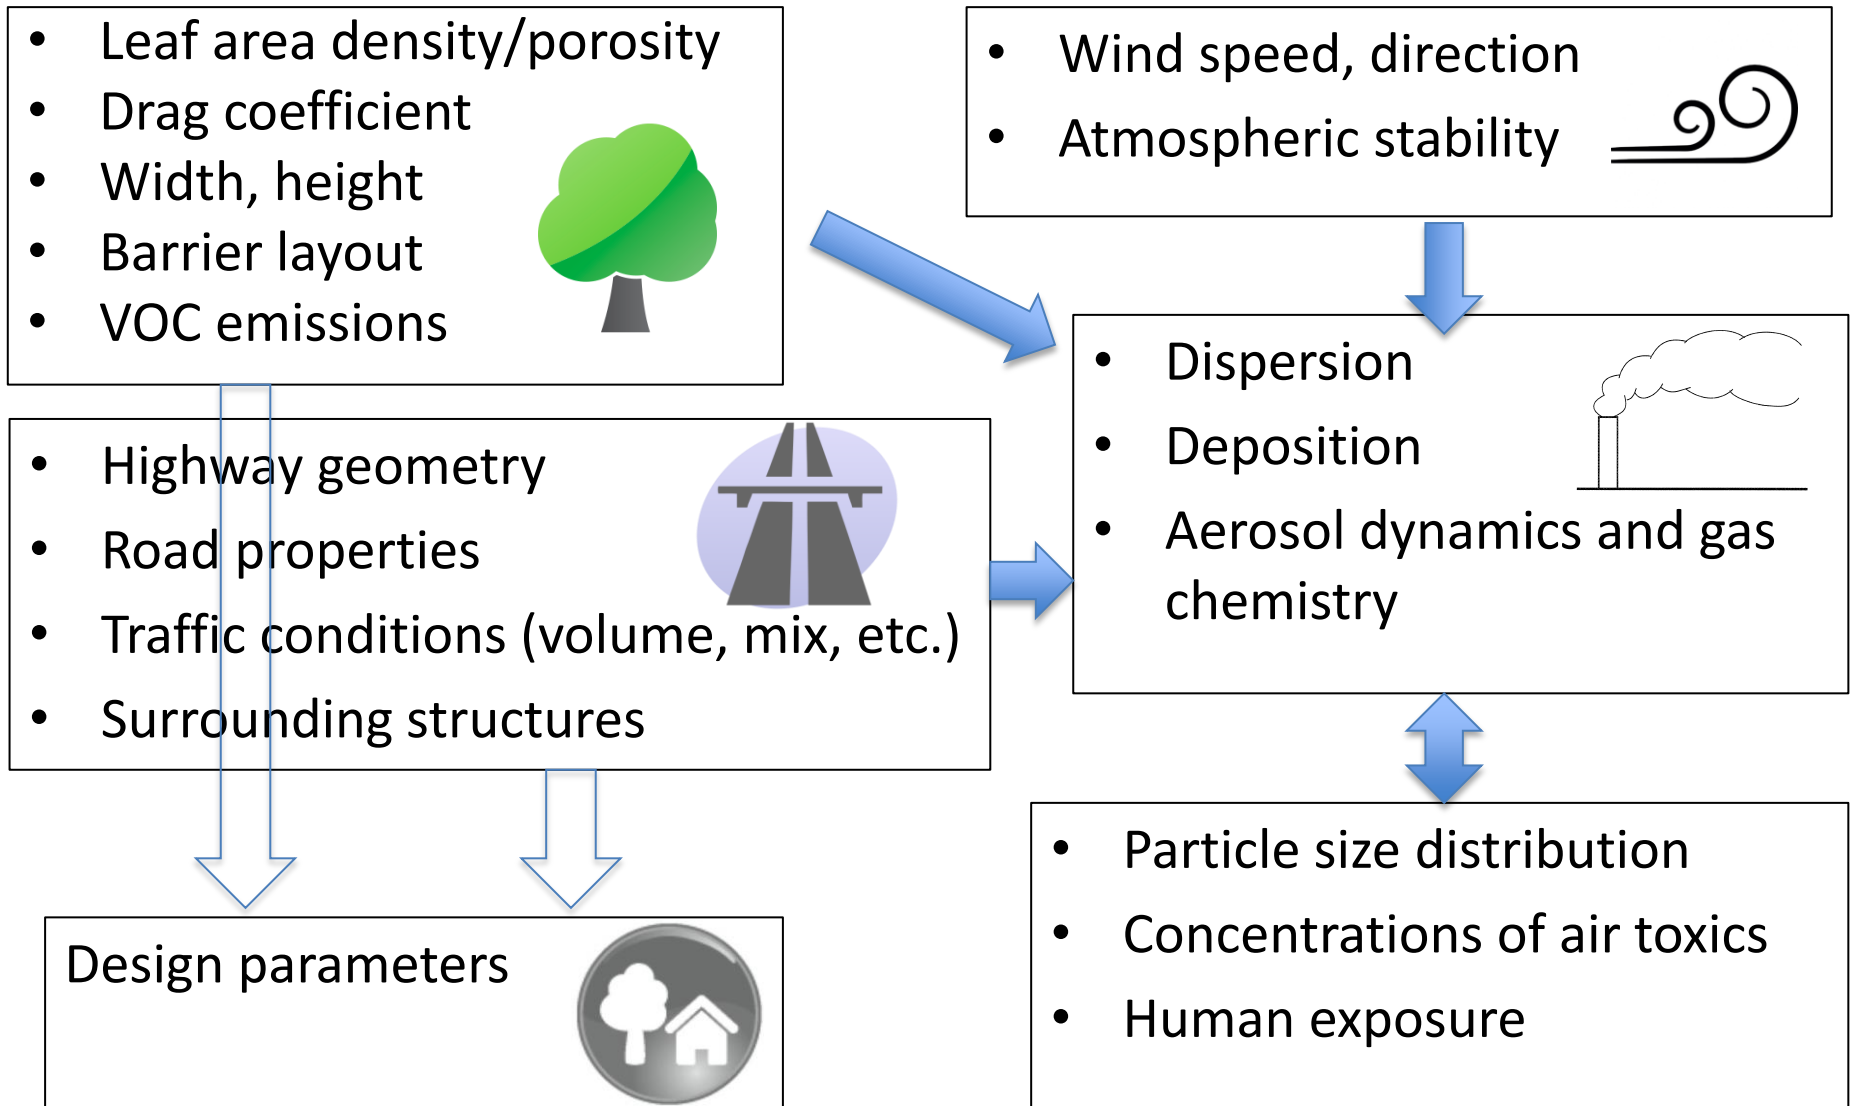 • Leaf area density/porosity
• Drag coefficient
• Width, height
• Barrier layout
• VOC emissions
• Wind speed, direction
• Atmospheric stability
• Highway geometry
• Road properties
• Traffic conditions (volume, mix, etc.)
• Surrounding structures
• Dispersion
• Deposition
• Aerosol dynamics and gas
chemistry
Design parameters
• Particle size distribution
• Concentrations of air toxics
• Human exposure